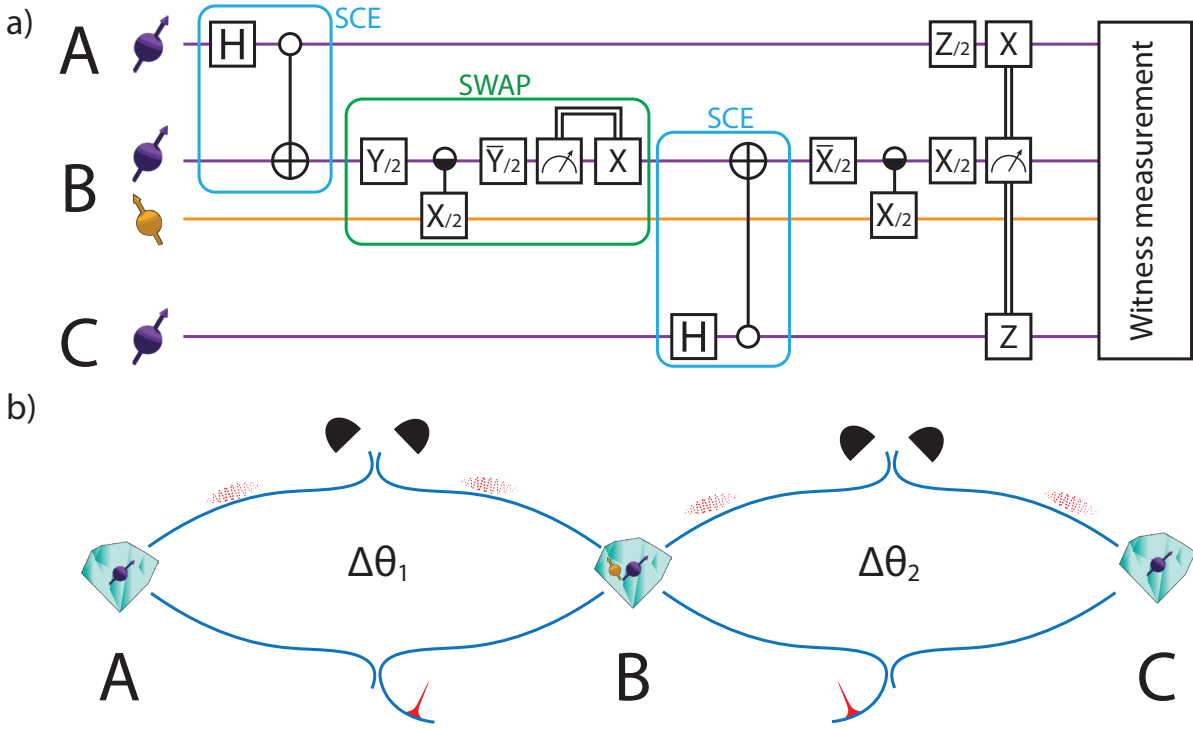 a)
SCE
A
H
Z/2
X
SWAP
SCE
B
Y/2
Y̅/2
X
X̅/2
X/2
X/2
X/2
C
H
Z
Witness measurement
b)
Δθ₁
Δθ₂
A
B
C